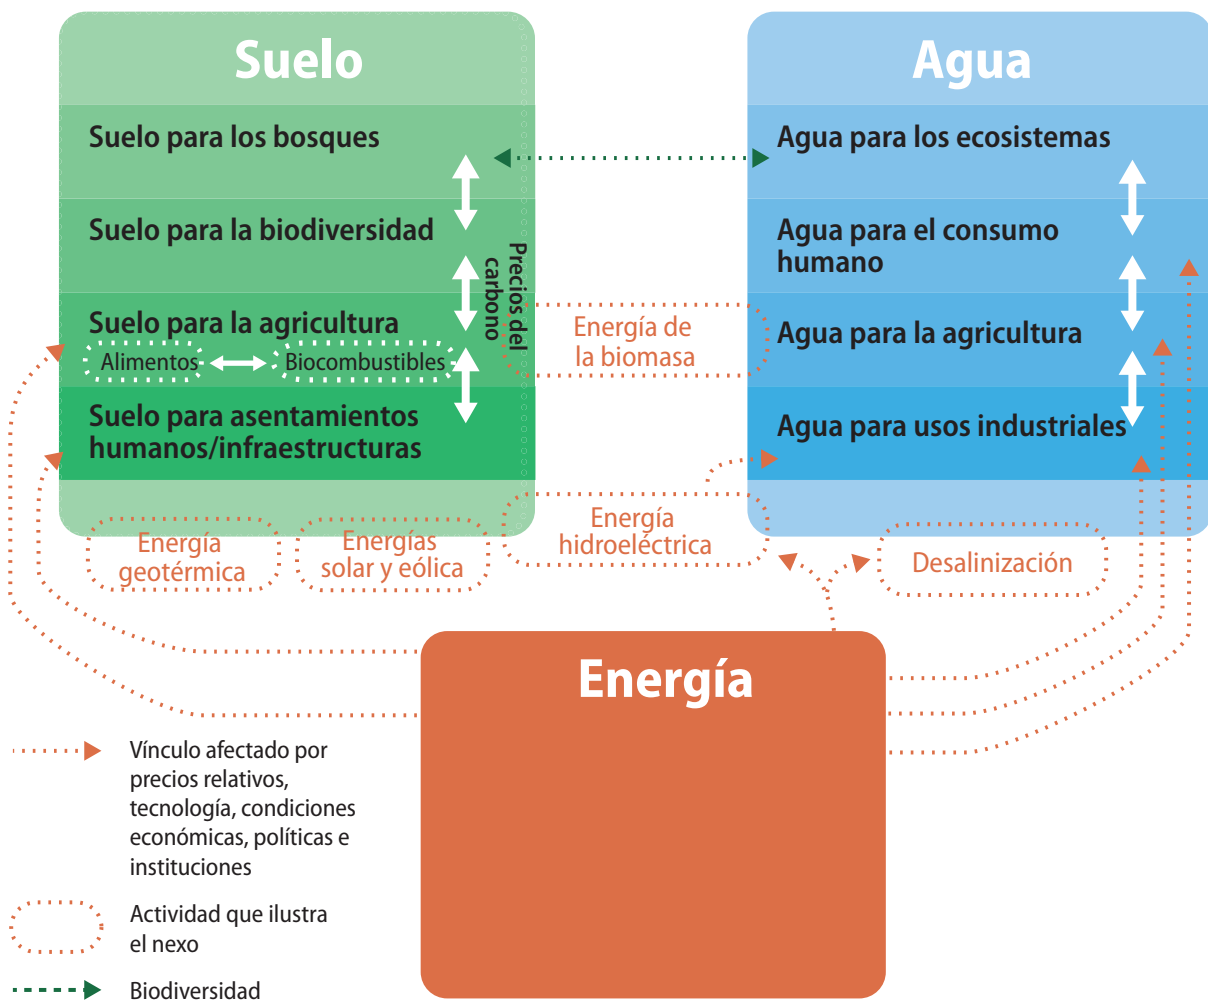 Suelo
Suelo para los bosques
Suelo para la biodiversidad
Suelo para la agricultura
Alimentos
Biocombustibles
Suelo para asentamientos
humanos/infraestructuras
Precios del
carbono
Agua
Agua para los ecosistemas
Agua para el consumo
humano
Agua para la agricultura
Agua para usos industriales
Energía de
la biomasa
Energía
geotérmica
Energías
solar y eólica
Energía
hidroeléctrica
Desalinización
Energía
Vínculo afectado por
precios relativos,
tecnología, condiciones
económicas, políticas e
instituciones
Actividad que ilustra
el nexo
Biodiversidad